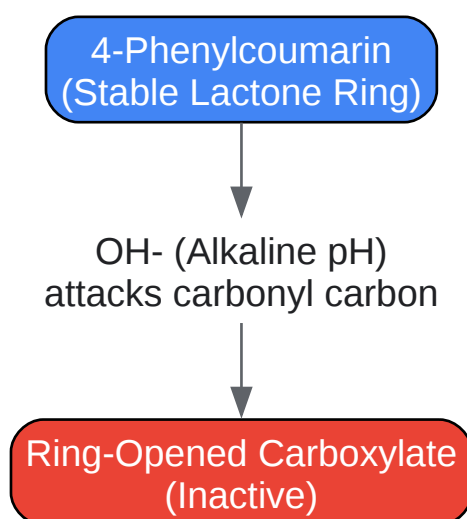 4-Phenylcoumarin
(Stable Lactone Ring)
OH- (Alkaline pH)
attacks carbonyl carbon
Ring-Opened Carboxylate
(Inactive)